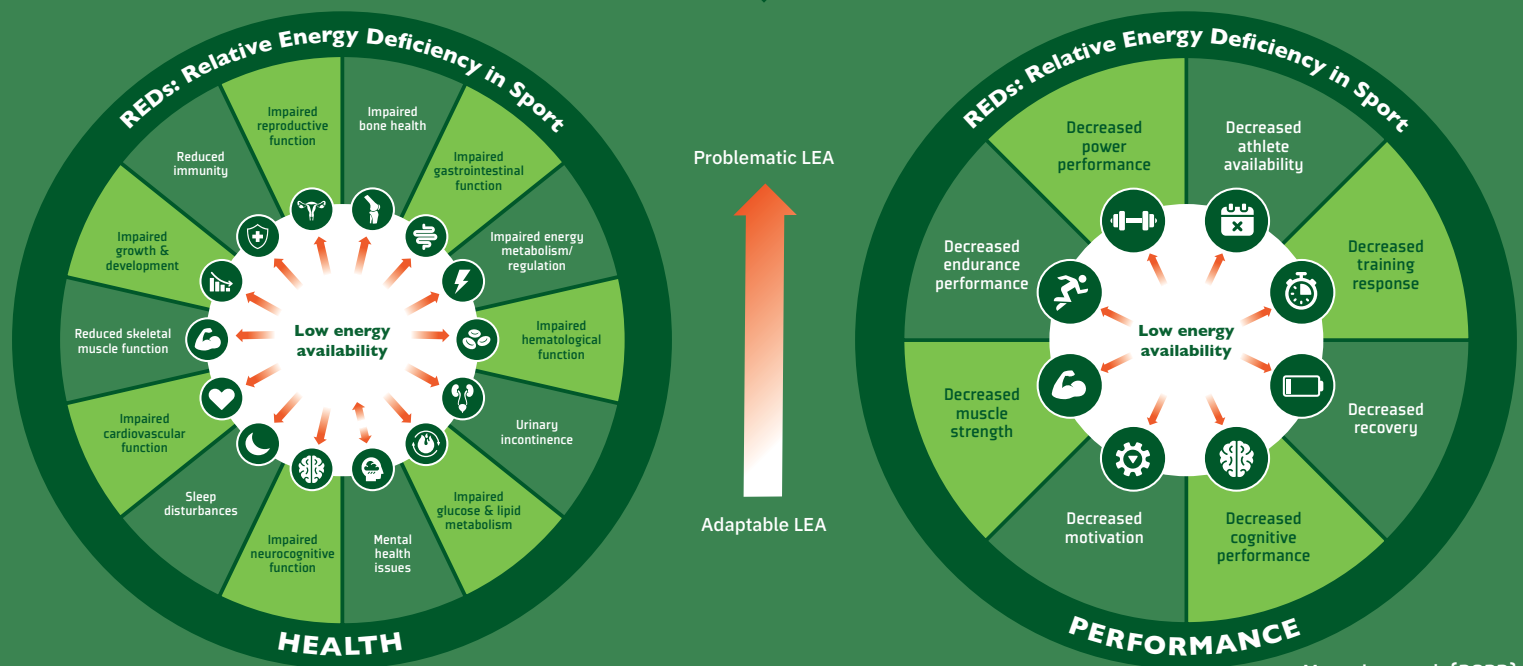 REDs: Relative Energy Deficiency in Sport
Impaired
reproductive
function
Impaired
bone health
Impaired
gastrointestinal
function
Impaired energy
metabolism/
regulation
Impaired
hematological
function
Urinary
incontinence
Impaired
glucose & lipid
metabolism
Mental
health
issues
Impaired
neurocognitive
function
Sleep
disturbances
Impaired
cardiovascular
function
Reduced skeletal
muscle function
Impaired
growth &
development
Reduced
immunity
Low energy
availability
HEALTH
Problematic LEA
Adaptable LEA
REDs: Relative Energy Deficiency in Sport
Decreased
power
performance
Decreased
athlete
availability
Decreased
training
response
Decreased
recovery
Decreased
cognitive
performance
Decreased
motivation
Decreased
muscle
strength
Decreased
endurance
performance
Low energy
availability
PERFORMANCE